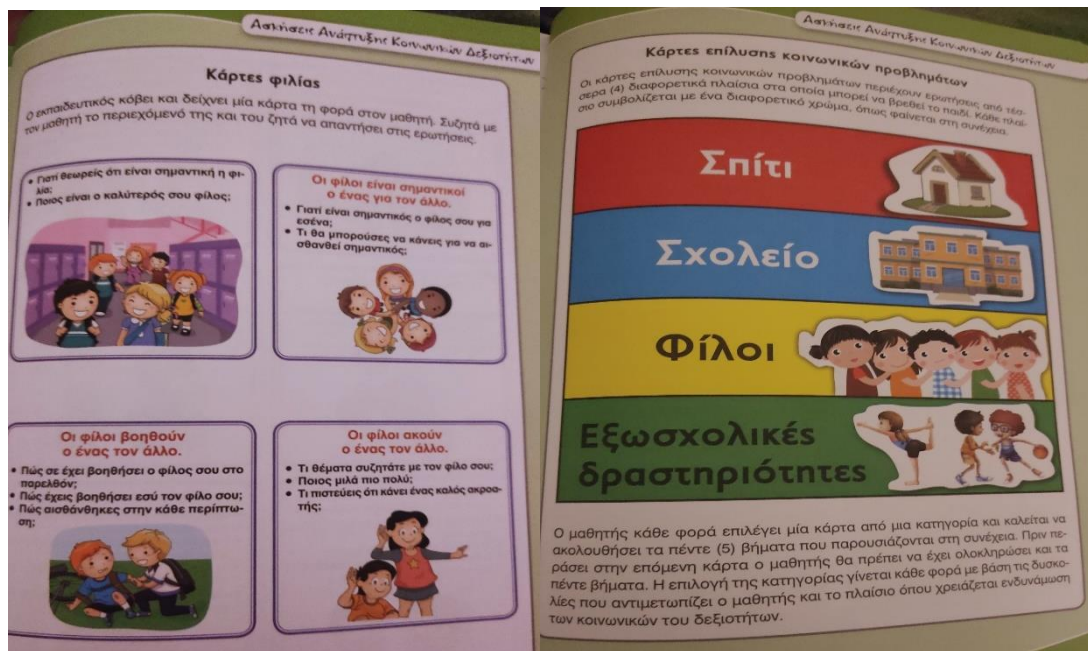 Ασκήσεις Ανάπτυξης Κοινωνικών Δεξιοτήτων
Κάρτες φιλίας
Ο εκπαιδευτικός κόβει και δείχνει μία κάρτα τη φορά στον μαθητή. Συζητά με
τον μαθητή το περιεχόμενό της και του ζητά να απαντήσει στις ερωτήσεις.
• Γιατί θεωρείς ότι είναι σημαντική η φι-
λία;
• Ποιος είναι ο καλύτερός σου φίλος;
Οι φίλοι είναι σημαντικοί
ο ένας για τον άλλο.
• Γιατί είναι σημαντικός ο φίλος σου για
εσένα;
• Τι θα μπορούσες να κάνεις για να αι-
σθανθεί σημαντικός;
Οι φίλοι βοηθούν
ο ένας τον άλλο.
• Πώς σε έχει βοηθήσει ο φίλος σου στο
παρελθόν;
• Πώς έχεις βοηθήσει εσύ τον φίλο σου;
• Πώς αισθάνθηκες στην κάθε περίπτω-
ση;
Οι φίλοι ακούν
ο ένας τον άλλο.
• Τι θέματα συζητάτε με τον φίλο σου;
• Ποιος μιλά πιο πολύ;
• Τι πιστεύεις ότι κάνει ένας καλός ακροα-
τής;
Ασκήσεις Ανάπτυξης Κοινωνικών Δεξιοτήτων
Κάρτες επίλυσης κοινωνικών προβλημάτων
Οι κάρτες επίλυσης κοινωνικών προβλημάτων περιέχουν ερωτήσεις από τέσ-
σερα (4) διαφορετικά πλαίσια στα οποία μπορεί να βρεθεί το παιδί. Κάθε πλαί-
σιο συμβολίζεται με ένα διαφορετικό χρώμα, όπως φαίνεται στη συνέχεια.
Σπίτι
Σχολείο
Φίλοι
Εξωσχολικές
δραστηριότητες
Ο μαθητής κάθε φορά επιλέγει μία κάρτα από μια κατηγορία και καλείται να
ακολουθήσει τα πέντε (5) βήματα που παρουσιάζονται στη συνέχεια. Πριν πε-
ράσει στην επόμενη κάρτα ο μαθητής θα πρέπει να έχει ολοκληρώσει και τα
πέντε βήματα. Η επιλογή της κατηγορίας γίνεται κάθε φορά με βάση τις δυσκο-
λίες που αντιμετωπίζει ο μαθητής και το πλαίσιο όπου χρειάζεται ενδυνάμωση
των κοινωνικών του δεξιοτήτων.